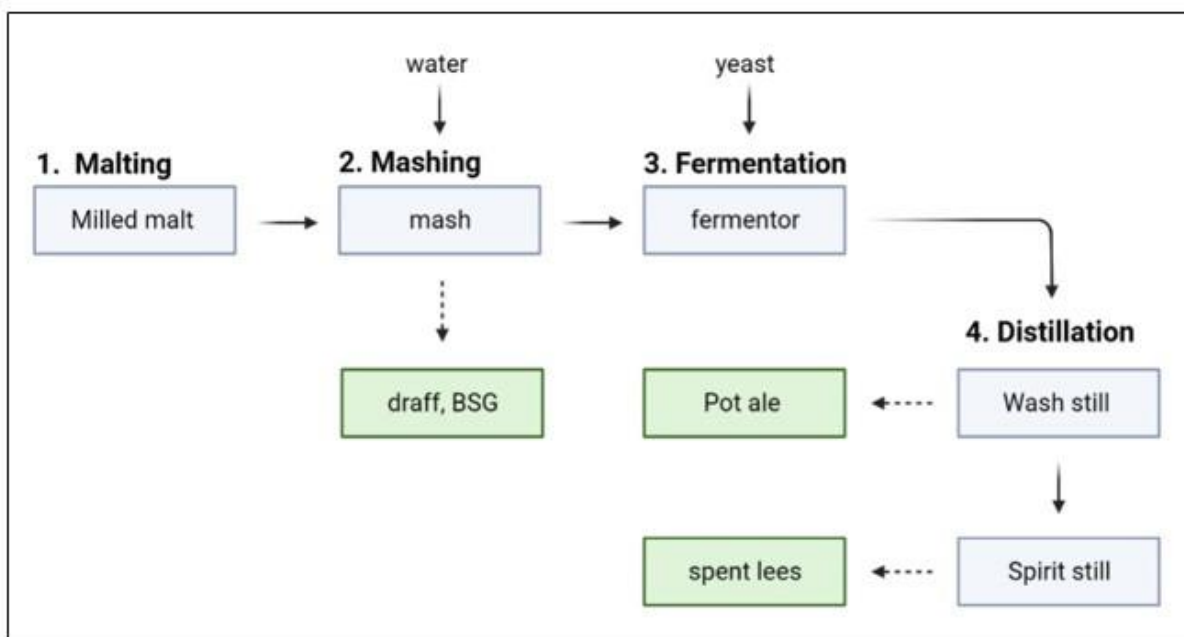 water
yeast
1. Malting
2. Mashing
3. Fermentation
Milled malt
mash
fermentor
4. Distillation
draff, BSG
Pot ale
Wash still
spent lees
Spirit still